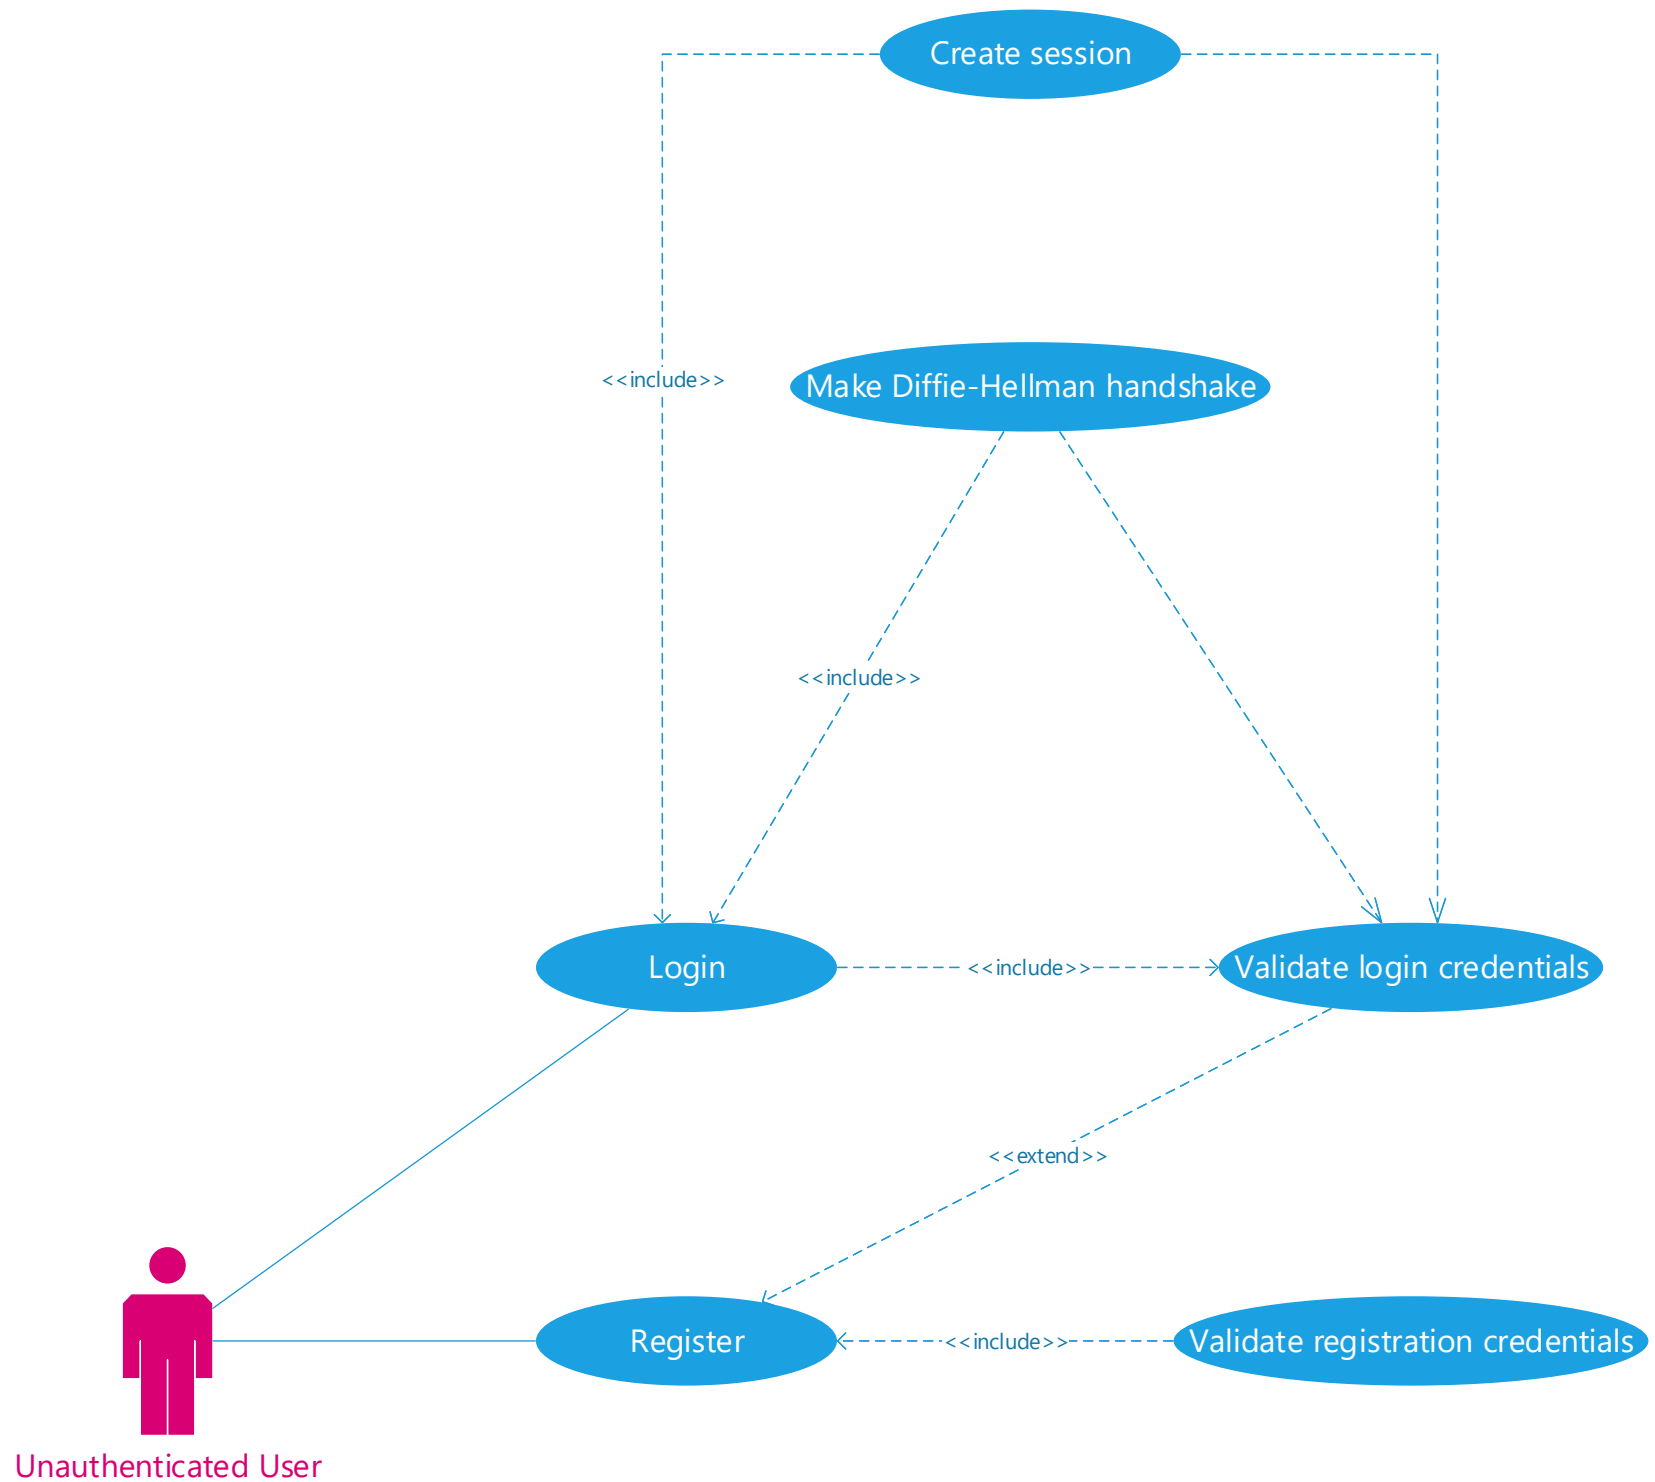 Create session
<<include>>
Make Diffie-Hellman handshake
<<include>>
Login
<<include>>
Validate login credentials
<<extend>>
Register
<<include>>
Validate registration credentials
Unauthenticated User